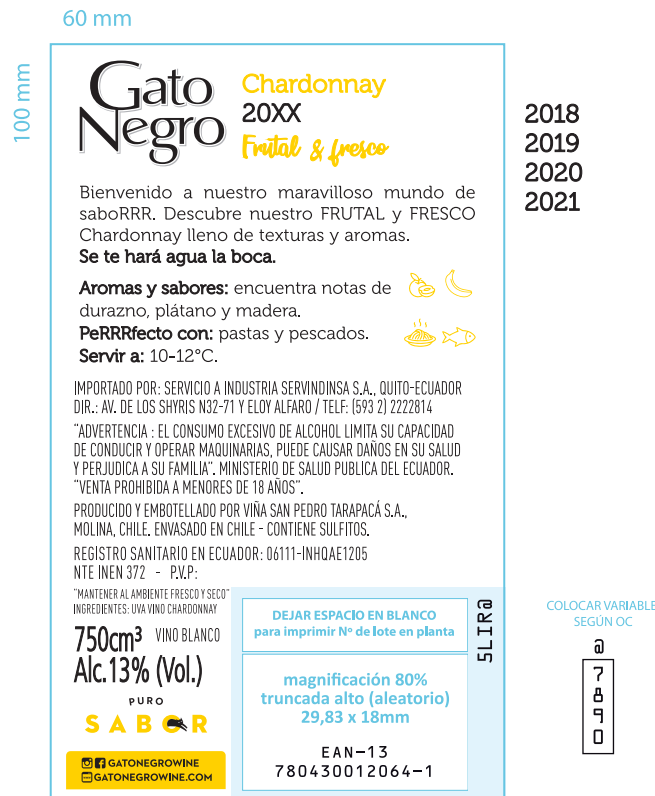 60 mm
100 mm
Gato
Negro
Chardonnay
20XX
Frutal & fresco
2018
2019
2020
2021
Bienvenido a nuestro maravilloso mundo de
saboRRR. Descubre nuestro FRUTAL y FRESCO
Chardonnay lleno de texturas y aromas.
Se te hará agua la boca.
Aromas y sabores: encuentra notas de
durazno, plátano y madera.
PeRRRfecto con: pastas y pescados.
Servir a: 10-12°C.
IMPORTADO POR: SERVICIO A INDUSTRIA SERVINDINSA S.A., QUITO-ECUADOR
DIR.: AV. DE LOS SHYRIS N32-71 Y ELOY ALFARO / TELF: (593 2) 2222814
“ADVERTENCIA : EL CONSUMO EXCESIVO DE ALCOHOL LIMITA SU CAPACIDAD
DE CONDUCIR Y OPERAR MAQUINARIAS, PUEDE CAUSAR DAÑOS EN SU SALUD
Y PERJUDICA A SU FAMILIA”. MINISTERIO DE SALUD PUBLICA DEL ECUADOR.
“VENTA PROHIBIDA A MENORES DE 18 AÑOS”.
PRODUCIDO Y EMBOTELLADO POR VIÑA SAN PEDRO TARAPACÁ S.A.,
MOLINA, CHILE. ENVASADO EN CHILE - CONTIENE SULFITOS.
REGISTRO SANITARIO EN ECUADOR: 06111-INHQAE1205
NTE INEN 372 - P.V.P:
“MANTENER AL AMBIENTE FRESCO Y SECO”
INGREDIENTES: UVA VINO CHARDONNAY
750cm³ VINO BLANCO
Alc.13% (Vol.)
PURO
SABOR
GATONEGROWINE
GATONEGROWINE.COM
DEJAR ESPACIO EN BLANCO
para imprimir Nº de lote en planta
magnificación 80%
truncada alto (aleatorio)
29,83 x 18mm
EAN-13
780430012064-1
5LIR@
COLOCAR VARIABLE
SEGÚN OC
@
7
8
9
0